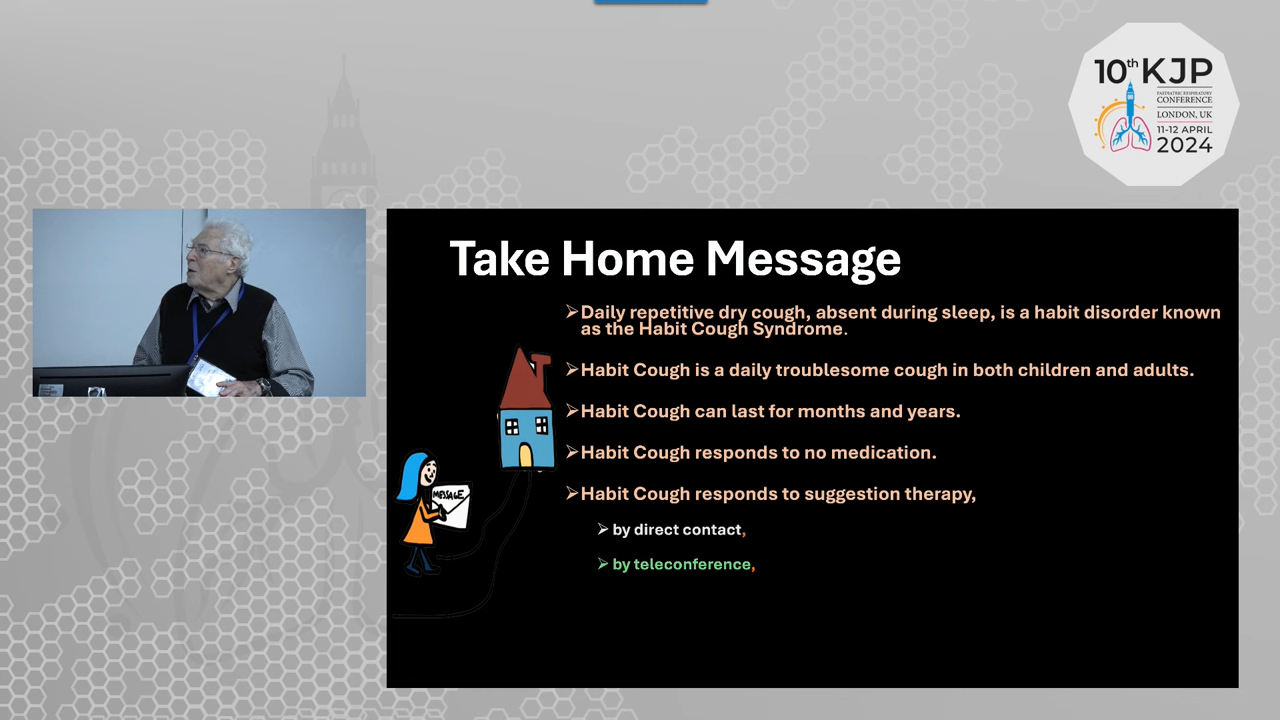 10th KJP
PAEDIATRIC RESPIRATORY
CONFERENCE
LONDON, UK
11-12 APRIL
2024
Take Home Message
➢Daily repetitive dry cough, absent during sleep, is a habit disorder known
as the Habit Cough Syndrome.
➢Habit Cough is a daily troublesome cough in both children and adults.
➢Habit Cough can last for months and years.
➢Habit Cough responds to no medication.
➢Habit Cough responds to suggestion therapy,
➢by direct contact,
➢by teleconference,
MESSAGE